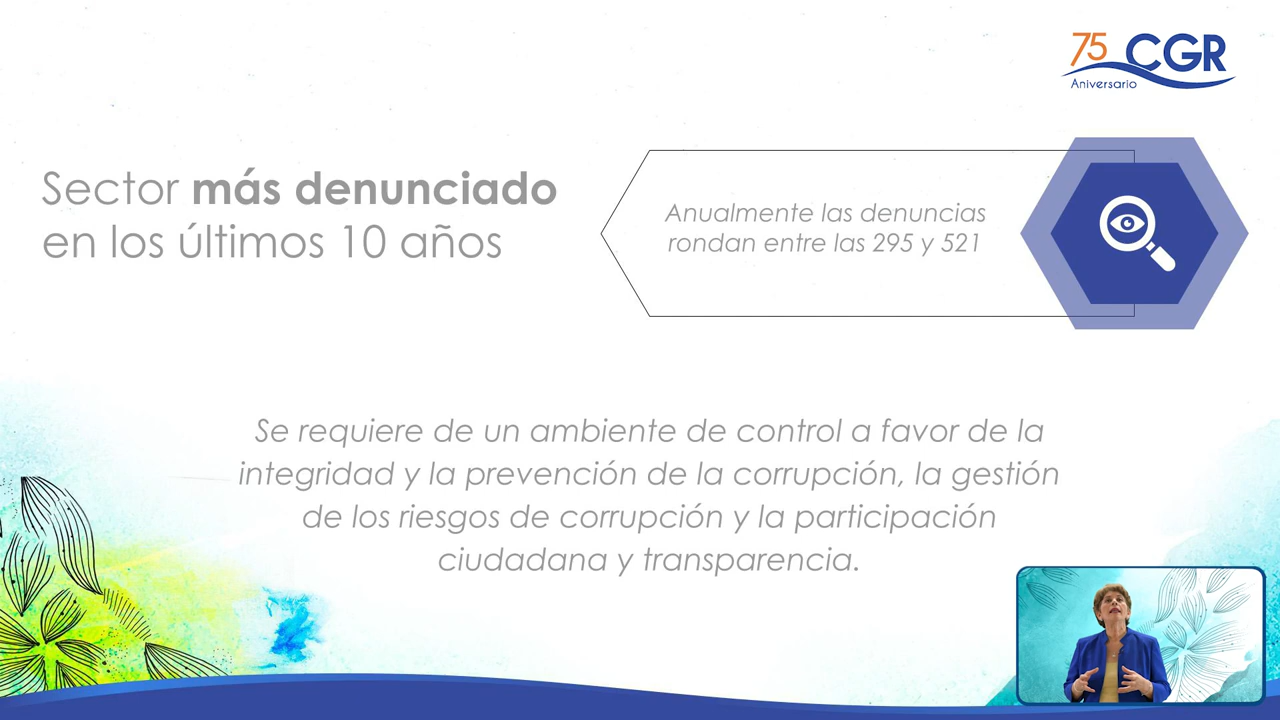 75 CGR
Aniversario
Sector más denunciado
en los últimos 10 años
Anualmente las denuncias
rondan entre las 295 y 521
Se requiere de un ambiente de control a favor de la
integridad y la prevención de la corrupción, la gestión
de los riesgos de corrupción y la participación
ciudadana y transparencia.